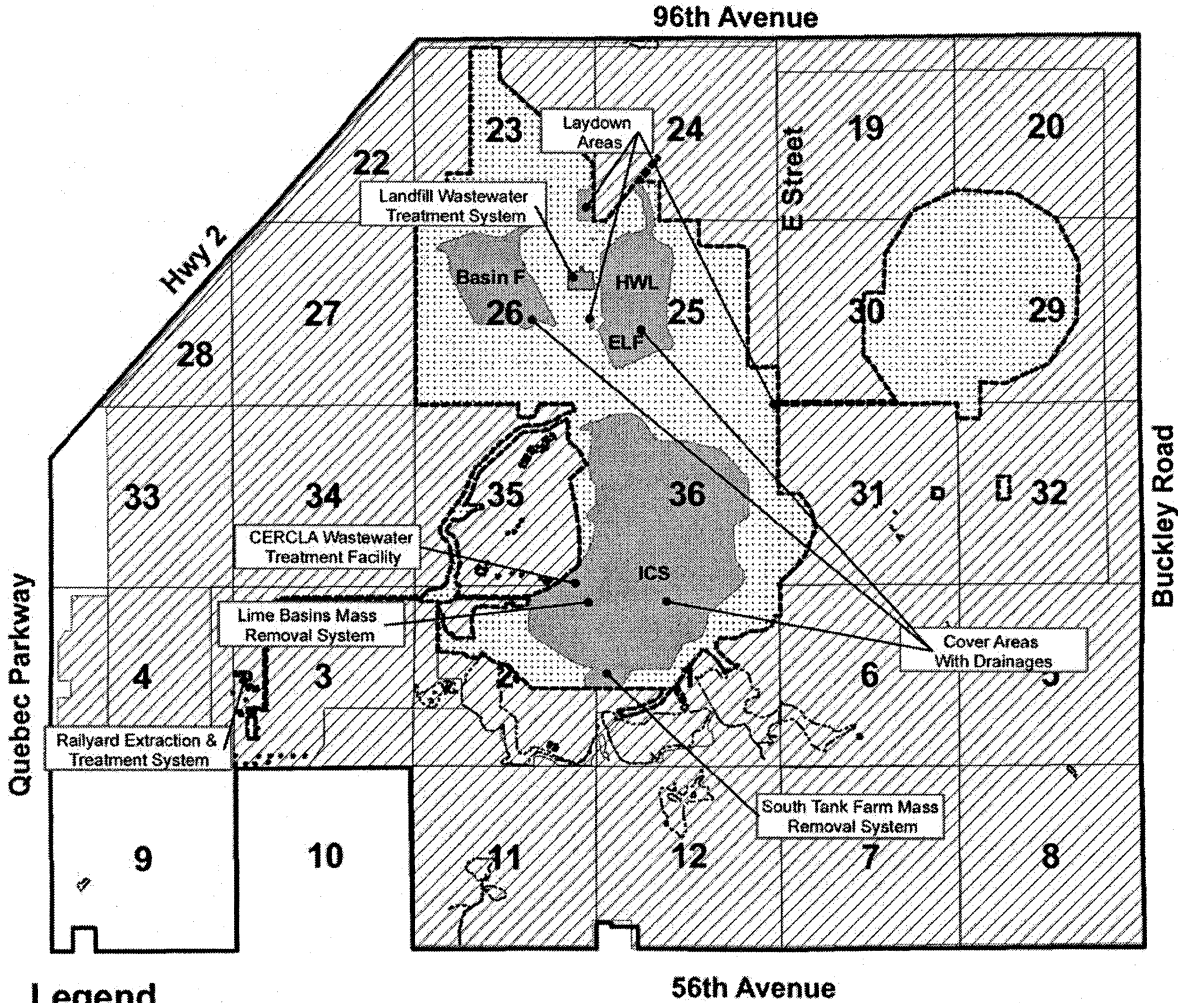 96th Avenue
23
Laydown
Areas
24
19
20
22
E Street
Landfill Wastewater
Treatment System
Hwy 2
Basin F
HWL
27
26
25
30
29
28
ELF
Buckley Road
33
34
35
36
31
32
CERCLA Wastewater
Treatment Facility
ICS
Quebec Parkway
Lime Basins Mass
Removal System
Cover Areas
With Drainages
4
3
2
1
6
5
Railyard Extraction &
Treatment System
South Tank Farm Mass
Removal System
9
10
11
12
7
8
56th Avenue
Legend